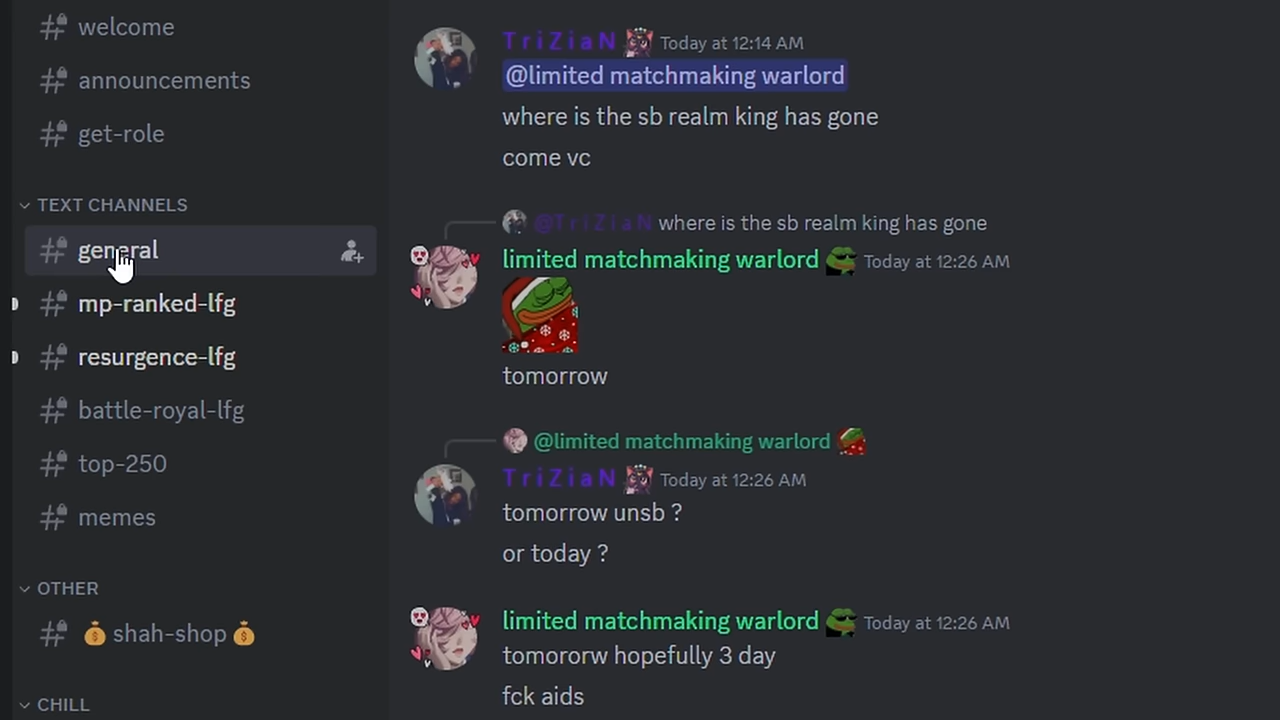 welcome
announcements
get-role
TEXT CHANNELS
general
mp-ranked-lfg
resurgence-lfg
battle-royal-lfg
top-250
memes
OTHER
💰 shah-shop 💰
CHILL
TriZiaN Today at 12:14 AM
@limited matchmaking warlord
where is the sb realm king has gone
come vc
@TriZiaN where is the sb realm king has gone
limited matchmaking warlord Today at 12:26 AM
tomorrow
@limited matchmaking warlord
TriZiaN Today at 12:26 AM
tomorrow unsb ?
or today ?
limited matchmaking warlord Today at 12:26 AM
tomororw hopefully 3 day
fck aids